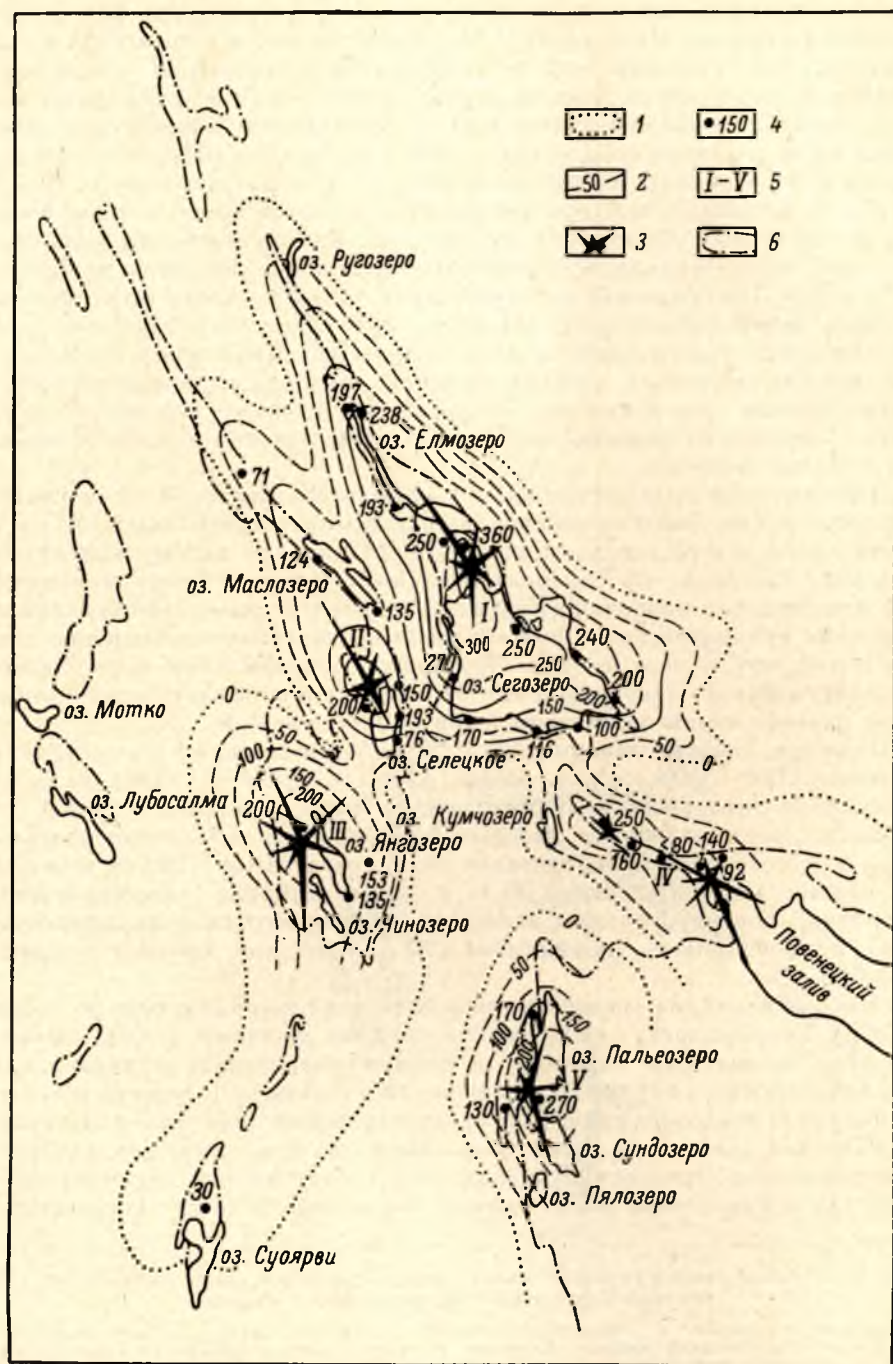 1
•150 4
50 2
I–V 5
3
6
оз. Ругозеро
197
238
оз. Елмозеро
71
193
250
360
124
оз. Маслозеро
135
I
300
250
II
270
250
240
оз. Сегозеро
200
150
200
150
200
193
170
100
0
оз. Мотко
76
116
50
0
оз. Селецкое
50
100
оз. Лубосалма
150
200
200
0
оз. Кумчозеро
250
III
оз. Янгозеро
160
80
140
IV
92
153
135
оз. Чинозеро
0
Повенецкий
залив
50
170
150
100
200
оз. Пальеозеро
V
130
270
оз. Сундозеро
оз. Пялозеро
30
оз. Суоярви